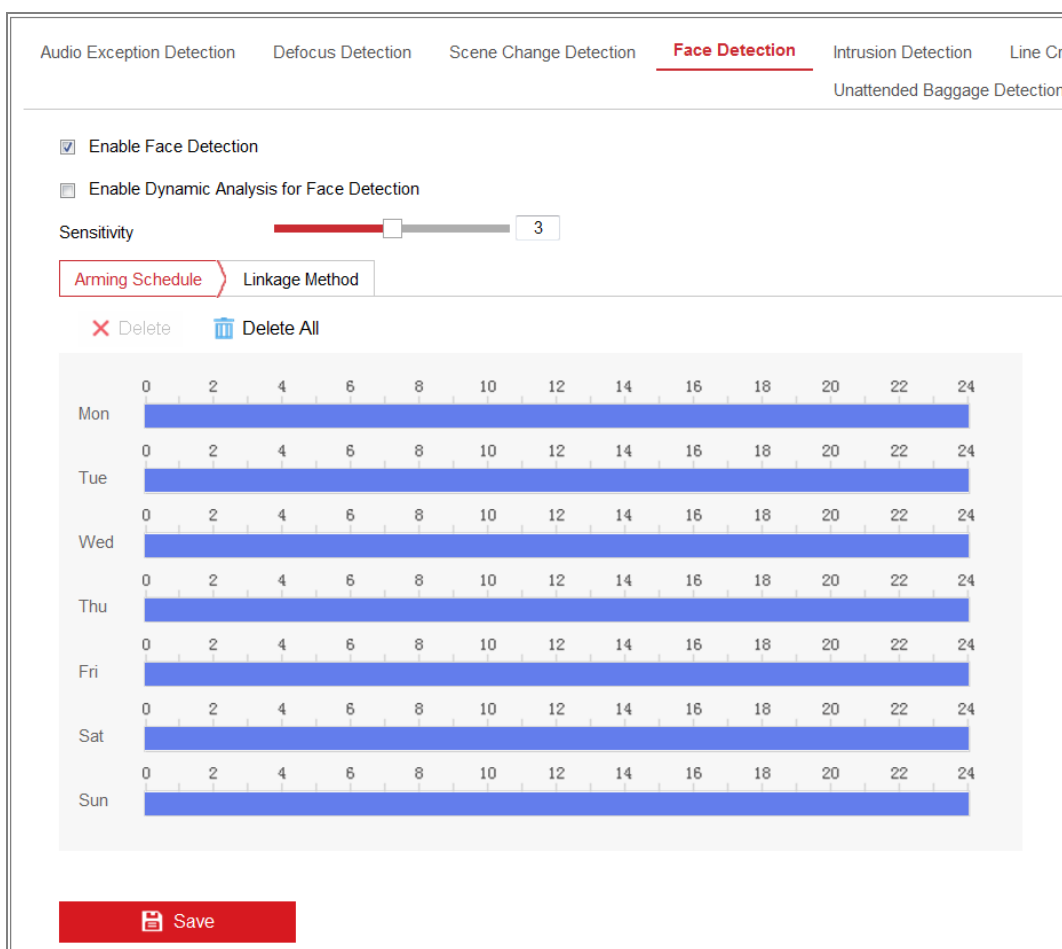 Audio Exception Detection Defocus Detection Scene Change Detection Face Detection Intrusion Detection Line Cr
Unattended Baggage Detection
Enable Face Detection
Enable Dynamic Analysis for Face Detection
Sensitivity 3
Arming Schedule Linkage Method
Delete Delete All
0 2 4 6 8 10 12 14 16 18 20 22 24
Mon
0 2 4 6 8 10 12 14 16 18 20 22 24
Tue
0 2 4 6 8 10 12 14 16 18 20 22 24
Wed
0 2 4 6 8 10 12 14 16 18 20 22 24
Thu
0 2 4 6 8 10 12 14 16 18 20 22 24
Fri
0 2 4 6 8 10 12 14 16 18 20 22 24
Sat
0 2 4 6 8 10 12 14 16 18 20 22 24
Sun
Save